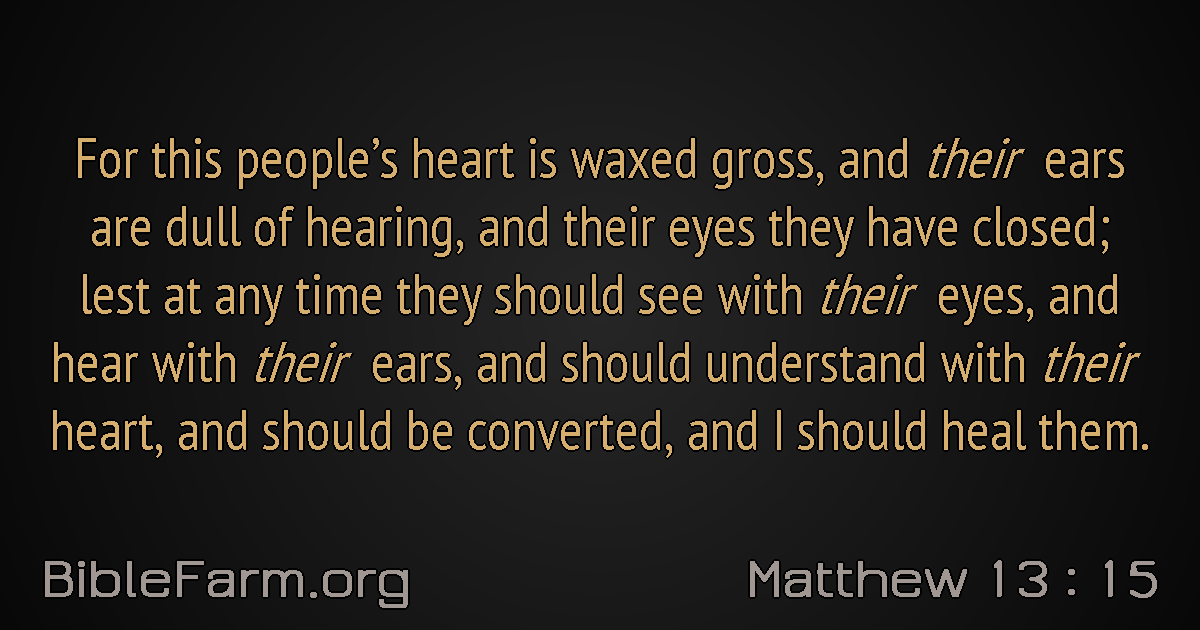 For this people’s heart is waxed gross, and their ears
are dull of hearing, and their eyes they have closed;
lest at any time they should see with their eyes, and
hear with their ears, and should understand with their
heart, and should be converted, and I should heal them.
BibleFarm.org
Matthew 13 : 15